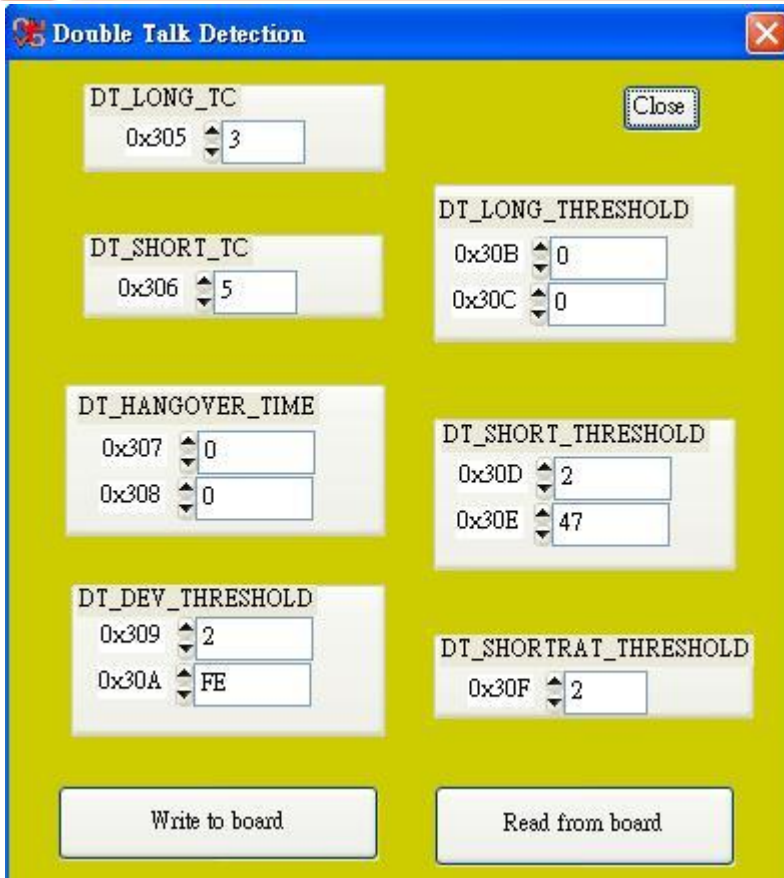 Double Talk Detection
DT_LONG_TC
0x305 3
Close
DT_SHORT_TC
0x306 5
DT_LONG_THRESHOLD
0x30B 0
0x30C 0
DT_HANGOVER_TIME
0x307 0
0x308 0
DT_SHORT_THRESHOLD
0x30D 2
0x30E 47
DT_DEV_THRESHOLD
0x309 2
0x30A FE
DT_SHORTRAT_THRESHOLD
0x30F 2
Write to board
Read from board